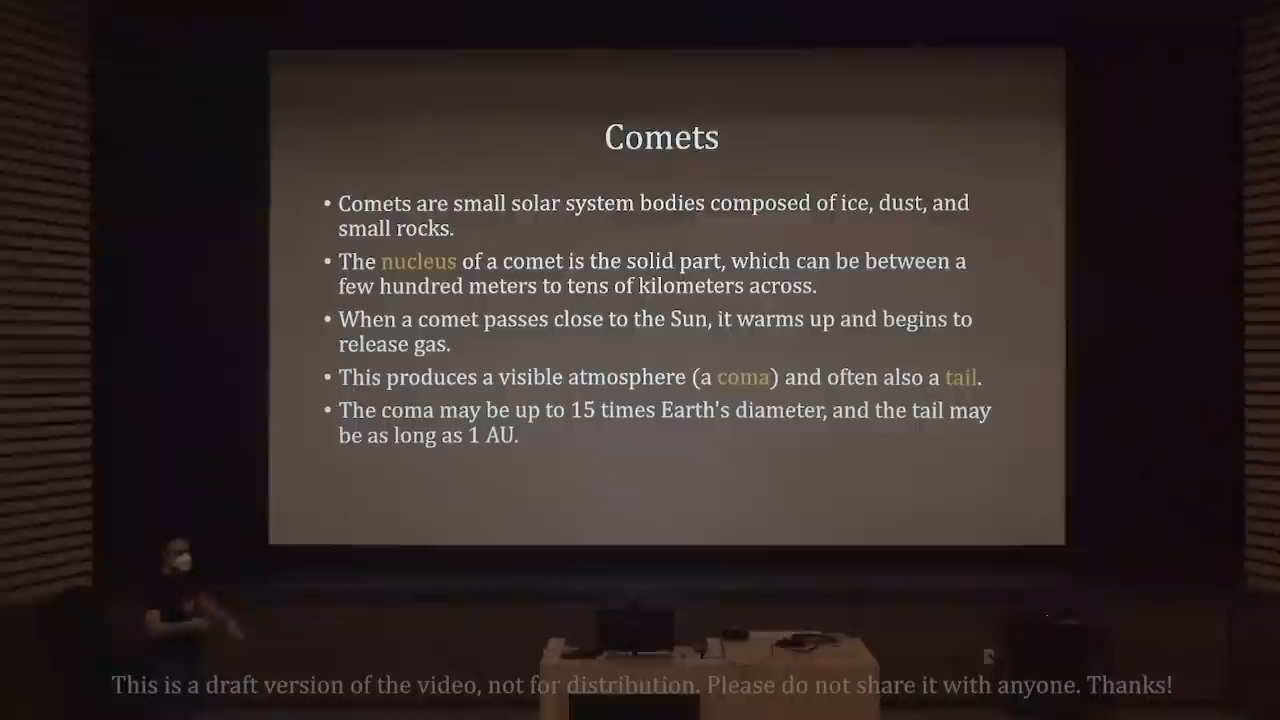 Comets
• Comets are small solar system bodies composed of ice, dust, and
small rocks.
• The nucleus of a comet is the solid part, which can be between a
few hundred meters to tens of kilometers across.
• When a comet passes close to the Sun, it warms up and begins to
release gas.
• This produces a visible atmosphere (a coma) and often also a tail.
• The coma may be up to 15 times Earth's diameter, and the tail may
be as long as 1 AU.
This is a draft version of the video, not for distribution. Please do not share it with anyone. Thanks!